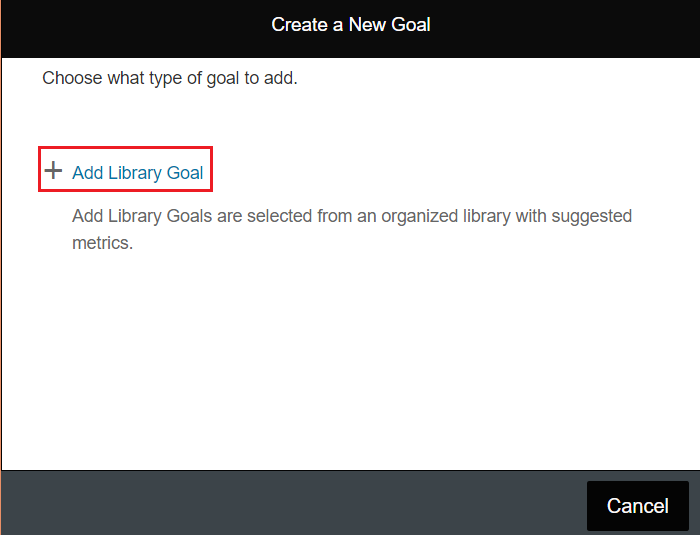 Create a New Goal
Choose what type of goal to add.
+ Add Library Goal
Add Library Goals are selected from an organized library with suggested
metrics.
Cancel